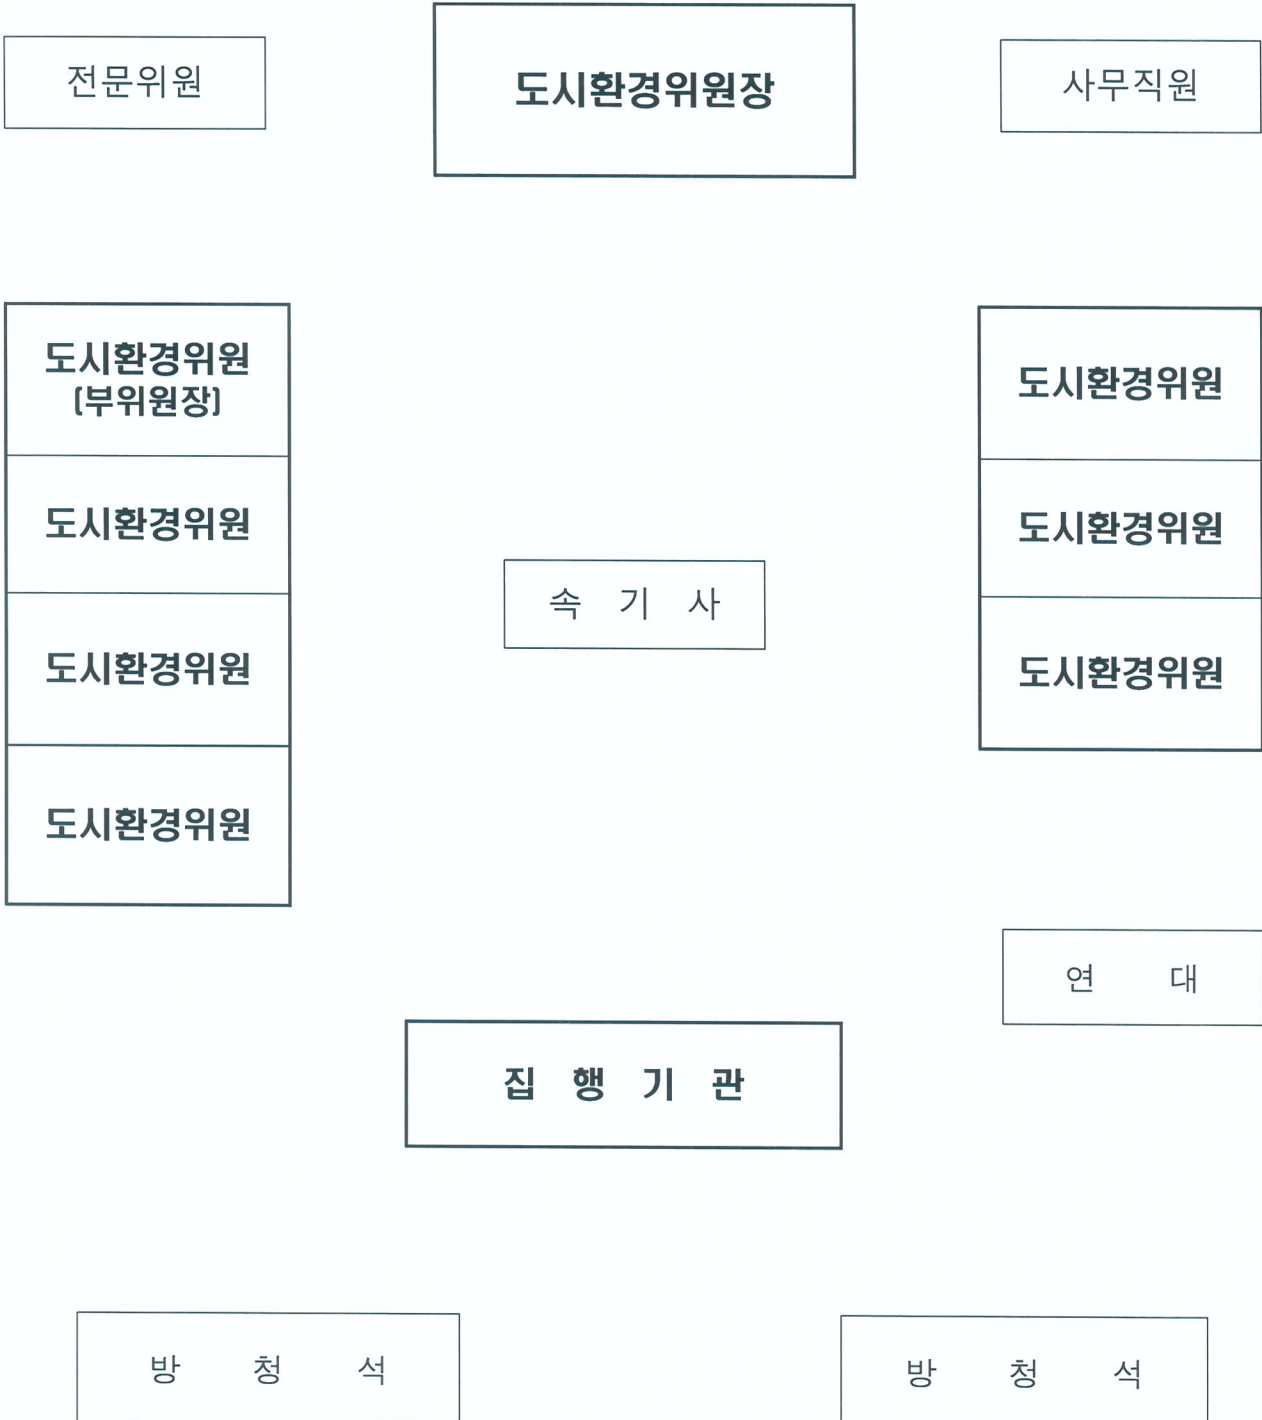 전문위원
도시환경위원장
사무직원
도시환경위원
(부위원장)
도시환경위원
도시환경위원
도시환경위원
도시환경위원
도시환경위원
도시환경위원
속 기 사
연 대
집 행 기 관
방 청 석
방 청 석